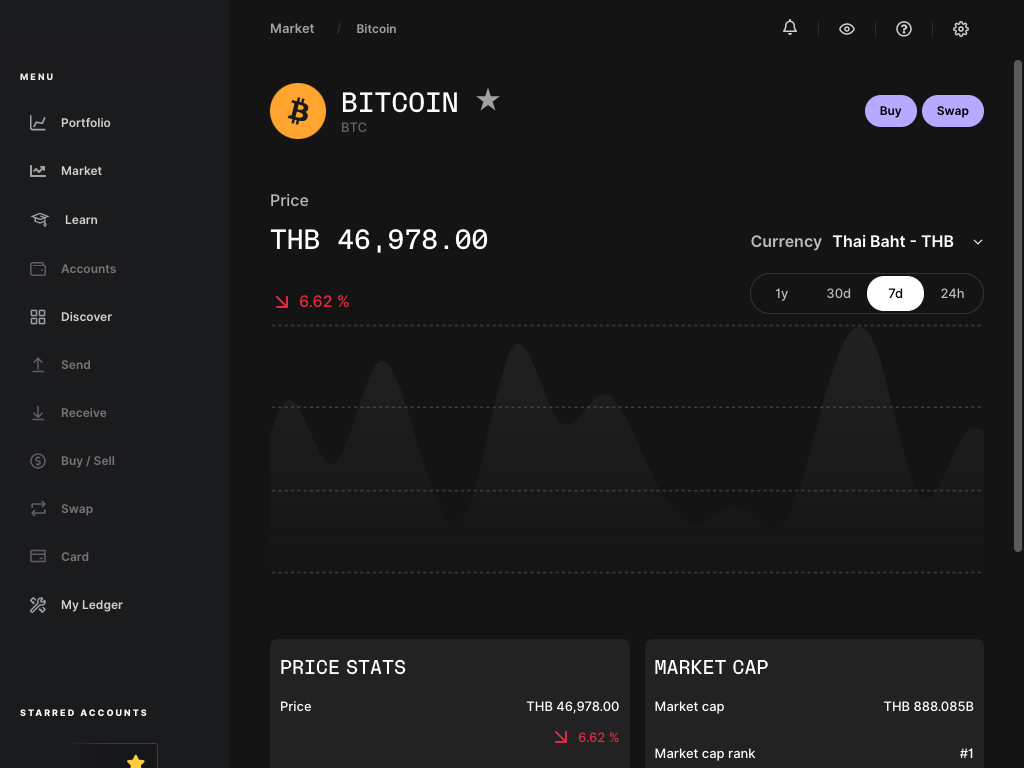 Market / Bitcoin
MENU
Portfolio
Market
Learn
Accounts
Discover
Send
Receive
Buy / Sell
Swap
Card
My Ledger
STARRED ACCOUNTS
BITCOIN
BTC
Buy Swap
Price
THB 46,978.00
Currency Thai Baht - THB
6.62 %
1y 30d 7d 24h
PRICE STATS
Price THB 46,978.00
6.62 %
MARKET CAP
Market cap THB 888.085B
Market cap rank #1